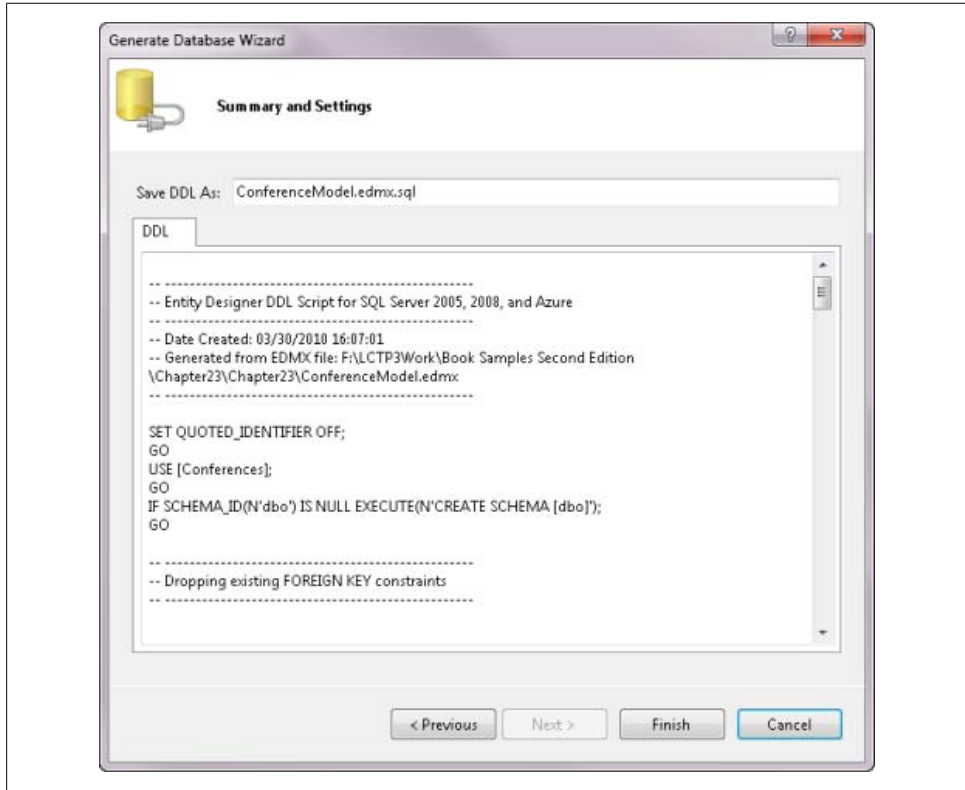 Generate Database Wizard
Summary and Settings
Save DDL As: ConferenceModel.edmx.sql
DDL
-- --------------------------------------------------
-- Entity Designer DDL Script for SQL Server 2005, 2008, and Azure
-- --------------------------------------------------
-- Date Created: 03/30/2010 16:07:01
-- Generated from EDMX file: F:\LCTP3Work\Book Samples Second Edition
\Chapter23\Chapter23\ConferenceModel.edmx
-- --------------------------------------------------
SET QUOTED_IDENTIFIER OFF;
GO
USE [Conferences];
GO
IF SCHEMA_ID(N'dbo') IS NULL EXECUTE(N'CREATE SCHEMA [dbo]');
GO
-- --------------------------------------------------
-- Dropping existing FOREIGN KEY constraints
-- --------------------------------------------------
< Previous
Next >
Finish
Cancel